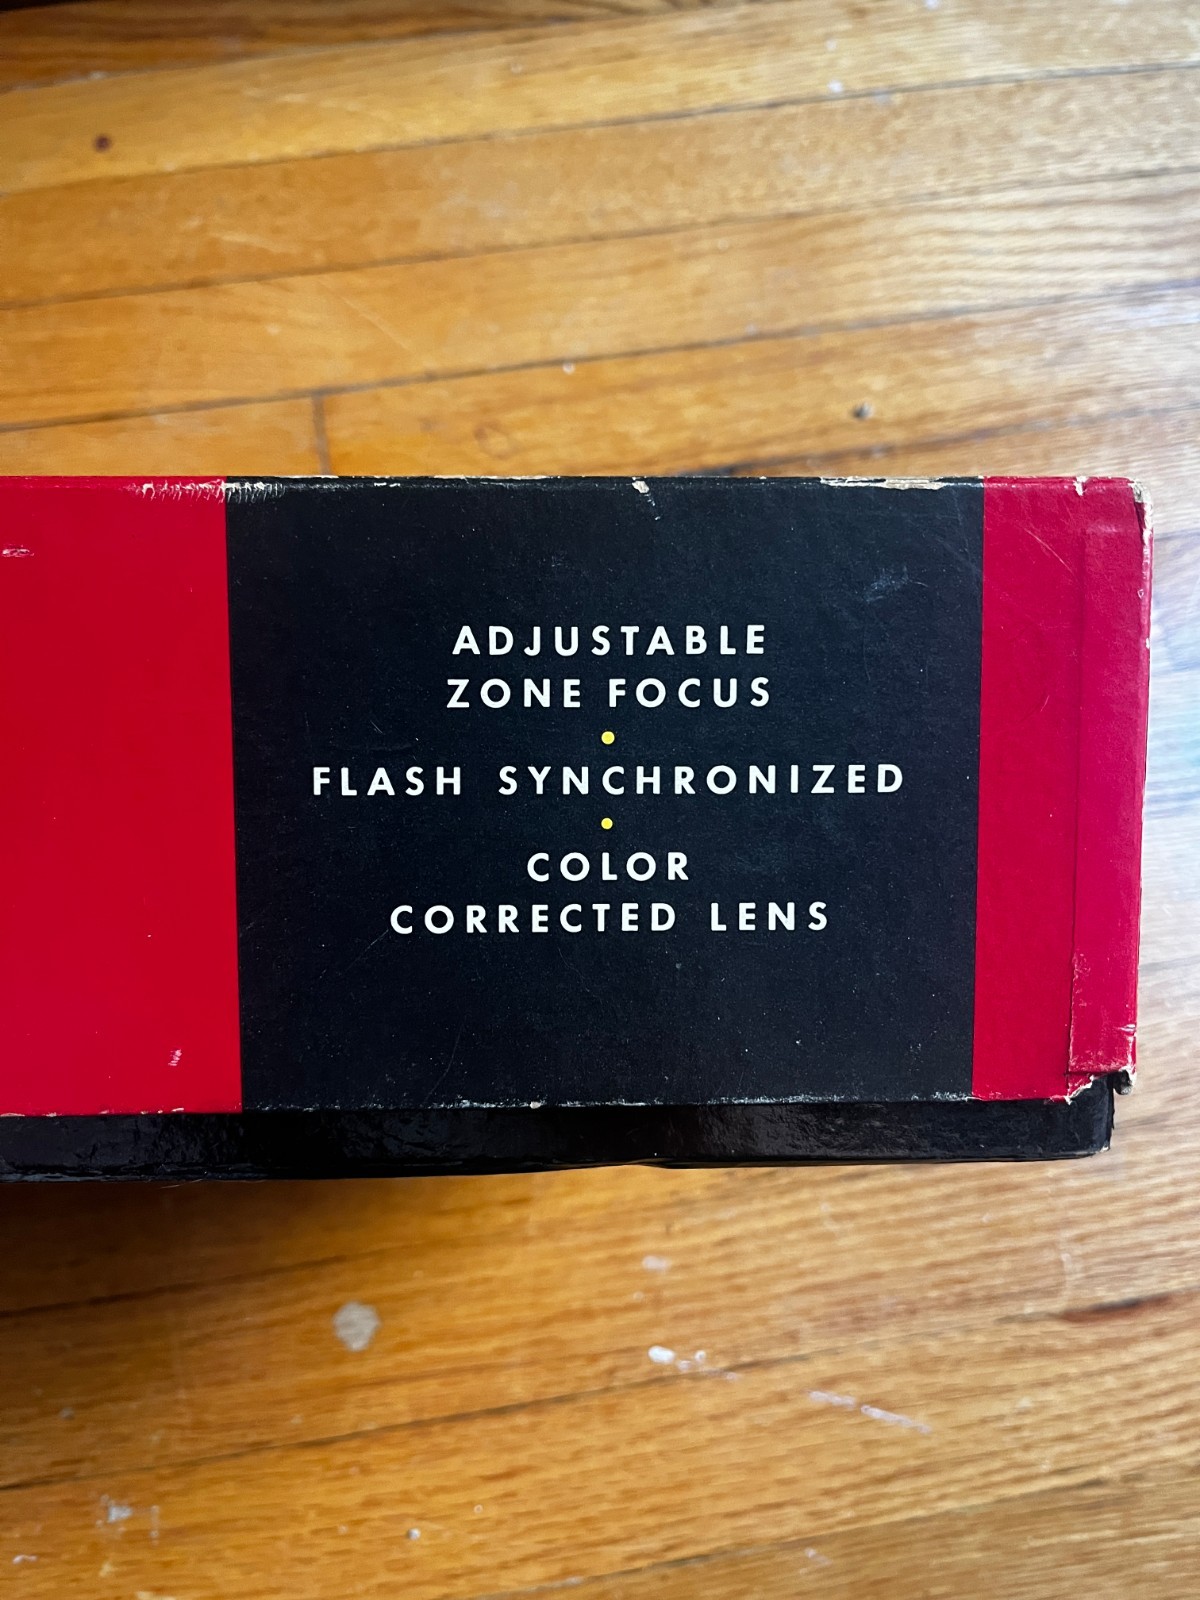 ADJUSTABLE
ZONE FOCUS
FLASH SYNCHRONIZED
COLOR
CORRECTED LENS